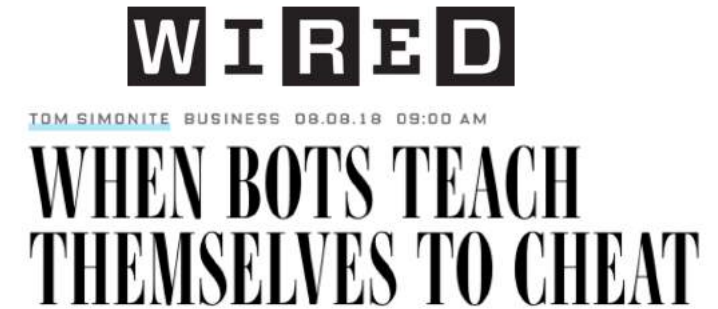 WIRED
TOM SIMONITE BUSINESS 08.08.18 09:00 AM
WHEN BOTS TEACH
THEMSELVES TO CHEAT